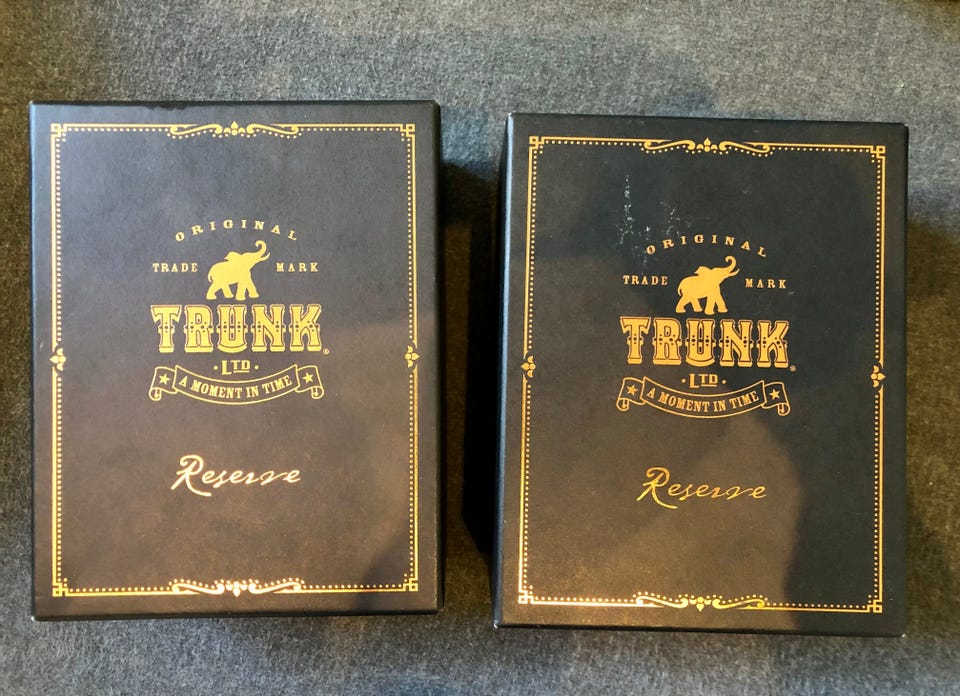 ORIGINAL
TRADE MARK
TRUNK®
LTD
A MOMENT IN TIME
Reserve
ORIGINAL
TRADE MARK
TRUNK®
LTD
A MOMENT IN TIME
Reserve